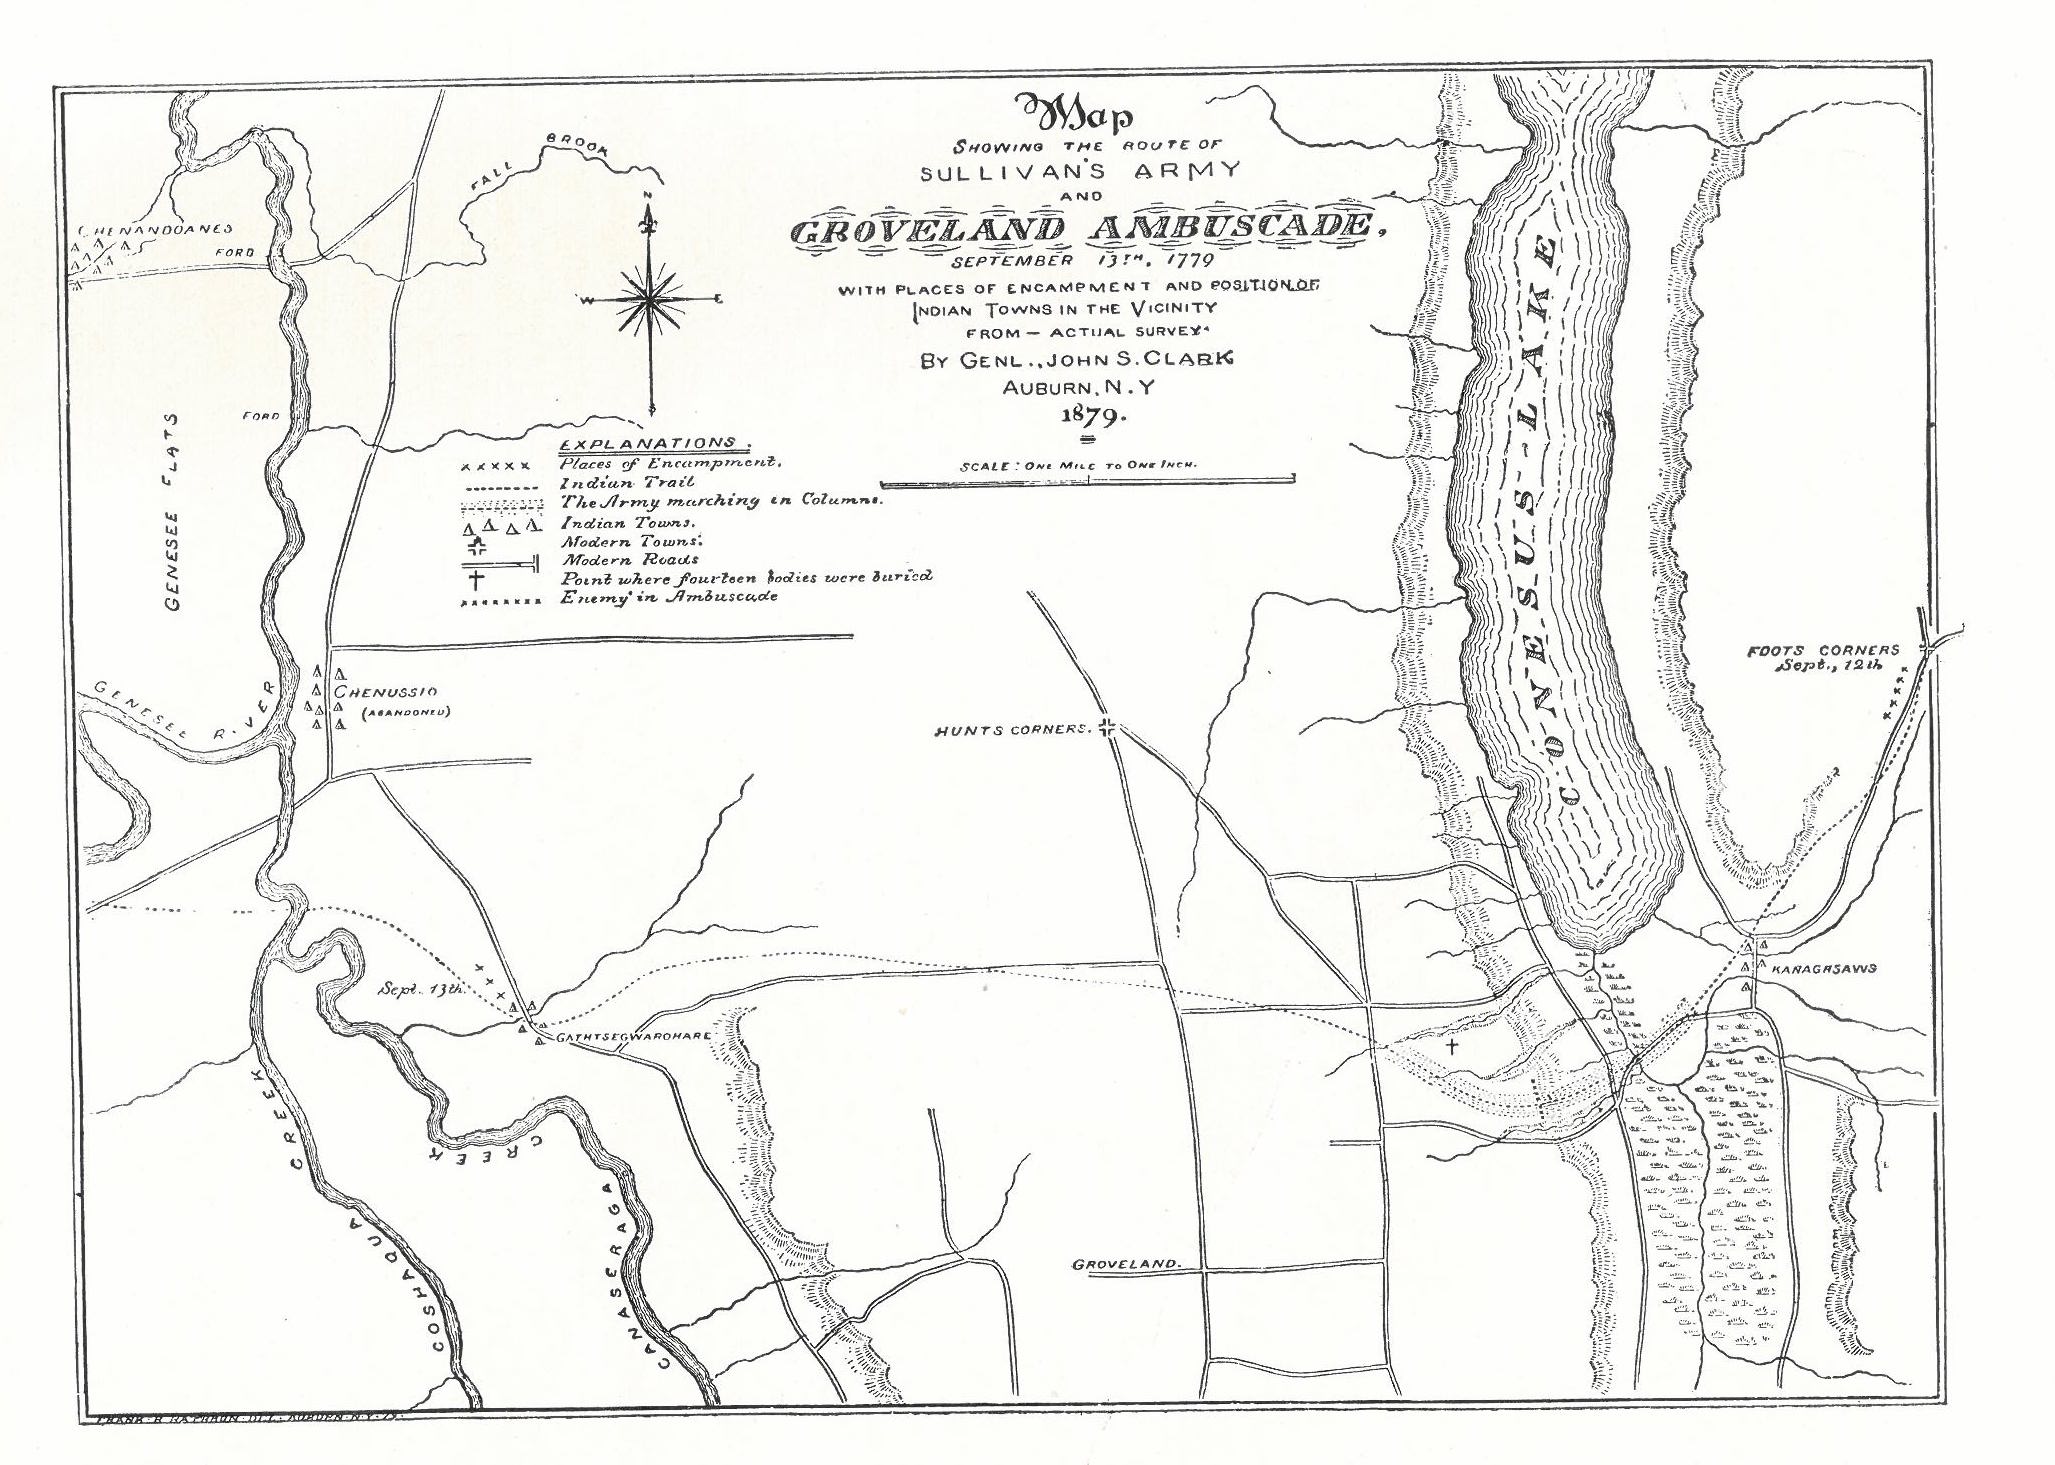 Map
SHOWING THE ROUTE OF
SULLIVAN'S ARMY
AND
GROVELAND AMBUSCADE,
SEPTEMBER 13TH. 1779
WITH PLACES OF ENCAMPMENT AND POSITION OF
INDIAN TOWNS IN THE VICINITY
FROM — ACTUAL SURVEY.
BY GENL., JOHN S. CLARK
AUBURN, N.Y
1879.
SCALE: ONE MILE TO ONE INCH.
N
W
E
S
EXPLANATIONS.
Places of Encampment.
Indian Trail
The Army marching in Columns.
Indian Towns.
Modern Towns.
Modern Roads
Point where fourteen bodies were buried
Enemy in Ambuscade
FALL BROOK
CHENANDOANES
FORD
FORD
GENESEE FLATS
GENESEE RIVER
CHENUSSIO
(ABANDONED)
HUNTS CORNERS.
CONESUS LAKE
FOOTS CORNERS
Sept., 12th
KANAGHSAWS
Sept. 13th.
GATHTSEGWAROHARE
COSHAQUA CREEK
CANASERAGA CREEK
GROVELAND.
FRANK R RATHBUN DEL. AUBURN N.Y. 79.